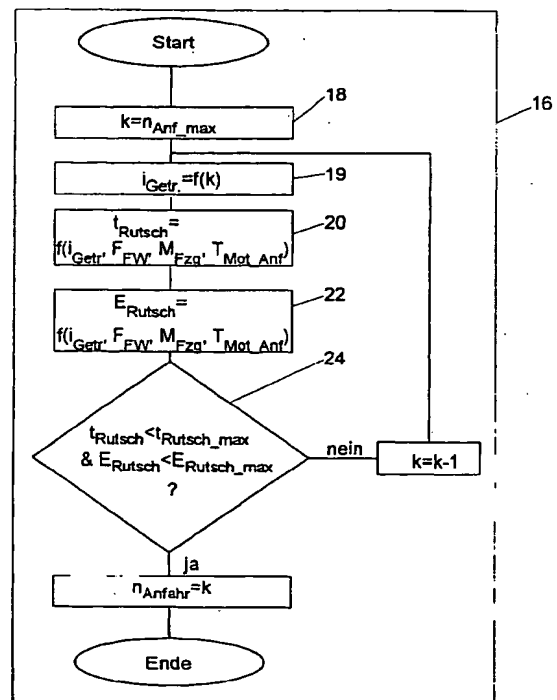 Start
k=n_Anf_max
18
16
i_Getr.=f(k)
19
t_Rutsch=
f(i_Getr, F_FW, M_Fzg, T_Mot_Anf)
20
E_Rutsch=
f(i_Getr, F_FW, M_Fzg, T_Mot_Anf)
22
24
t_Rutsch<t_Rutsch_max
& E_Rutsch<E_Rutsch_max
?
nein
k=k-1
ja
n_Anfahr=k
Ende